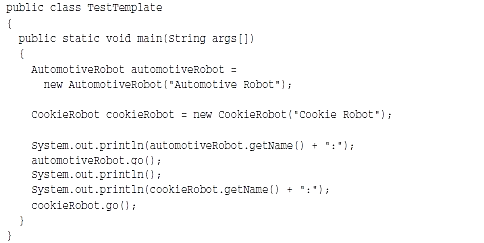 public class TestTemplate
{
  public static void main(String args[])
  {
    AutomotiveRobot automotiveRobot =
      new AutomotiveRobot("Automotive Robot");

    CookieRobot cookieRobot = new CookieRobot("Cookie Robot");

    System.out.println(automotiveRobot.getName() + ":");
    automotiveRobot.go();
    System.out.println();
    System.out.println(cookieRobot.getName() + ":");
    cookieRobot.go();
  }
}